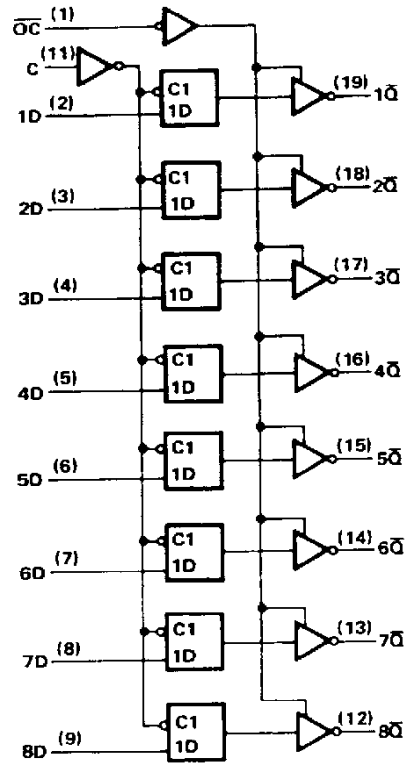 O̅C̅ (1)
C (11)
1D (2) C1 1D (19) 1Q̅
2D (3) C1 1D (18) 2Q̅
3D (4) C1 1D (17) 3Q̅
4D (5) C1 1D (16) 4Q̅
5D (6) C1 1D (15) 5Q̅
6D (7) C1 1D (14) 6Q̅
7D (8) C1 1D (13) 7Q̅
8D (9) C1 1D (12) 8Q̅